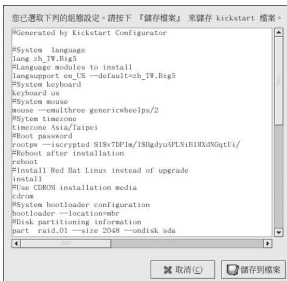 您已選取下列的組態設定。請按下 『儲存檔案』 來儲存 kickstart 檔案。
#Generated by Kickstart Configurator
#System language
lang zh_TW.Big5
#Language modules to install
langsupport en_US --default=zh_TW.Big5
#System keyboard
keyboard us
#System mouse
mouse --emulthree genericwheelps/2
#Sytem timezone
timezone Asia/Taipei
#Root password
rootpw --iscrypted
#Reboot after installation
reboot
#Install Red Hat Linux instead of upgrade
install
#Use CDROM installation media
cdrom
#System bootloader configuration
bootloader --location=mbr
#Disk partitioning information
part raid.01 --size 2048 --ondisk sda
取消(C) 儲存到檔案